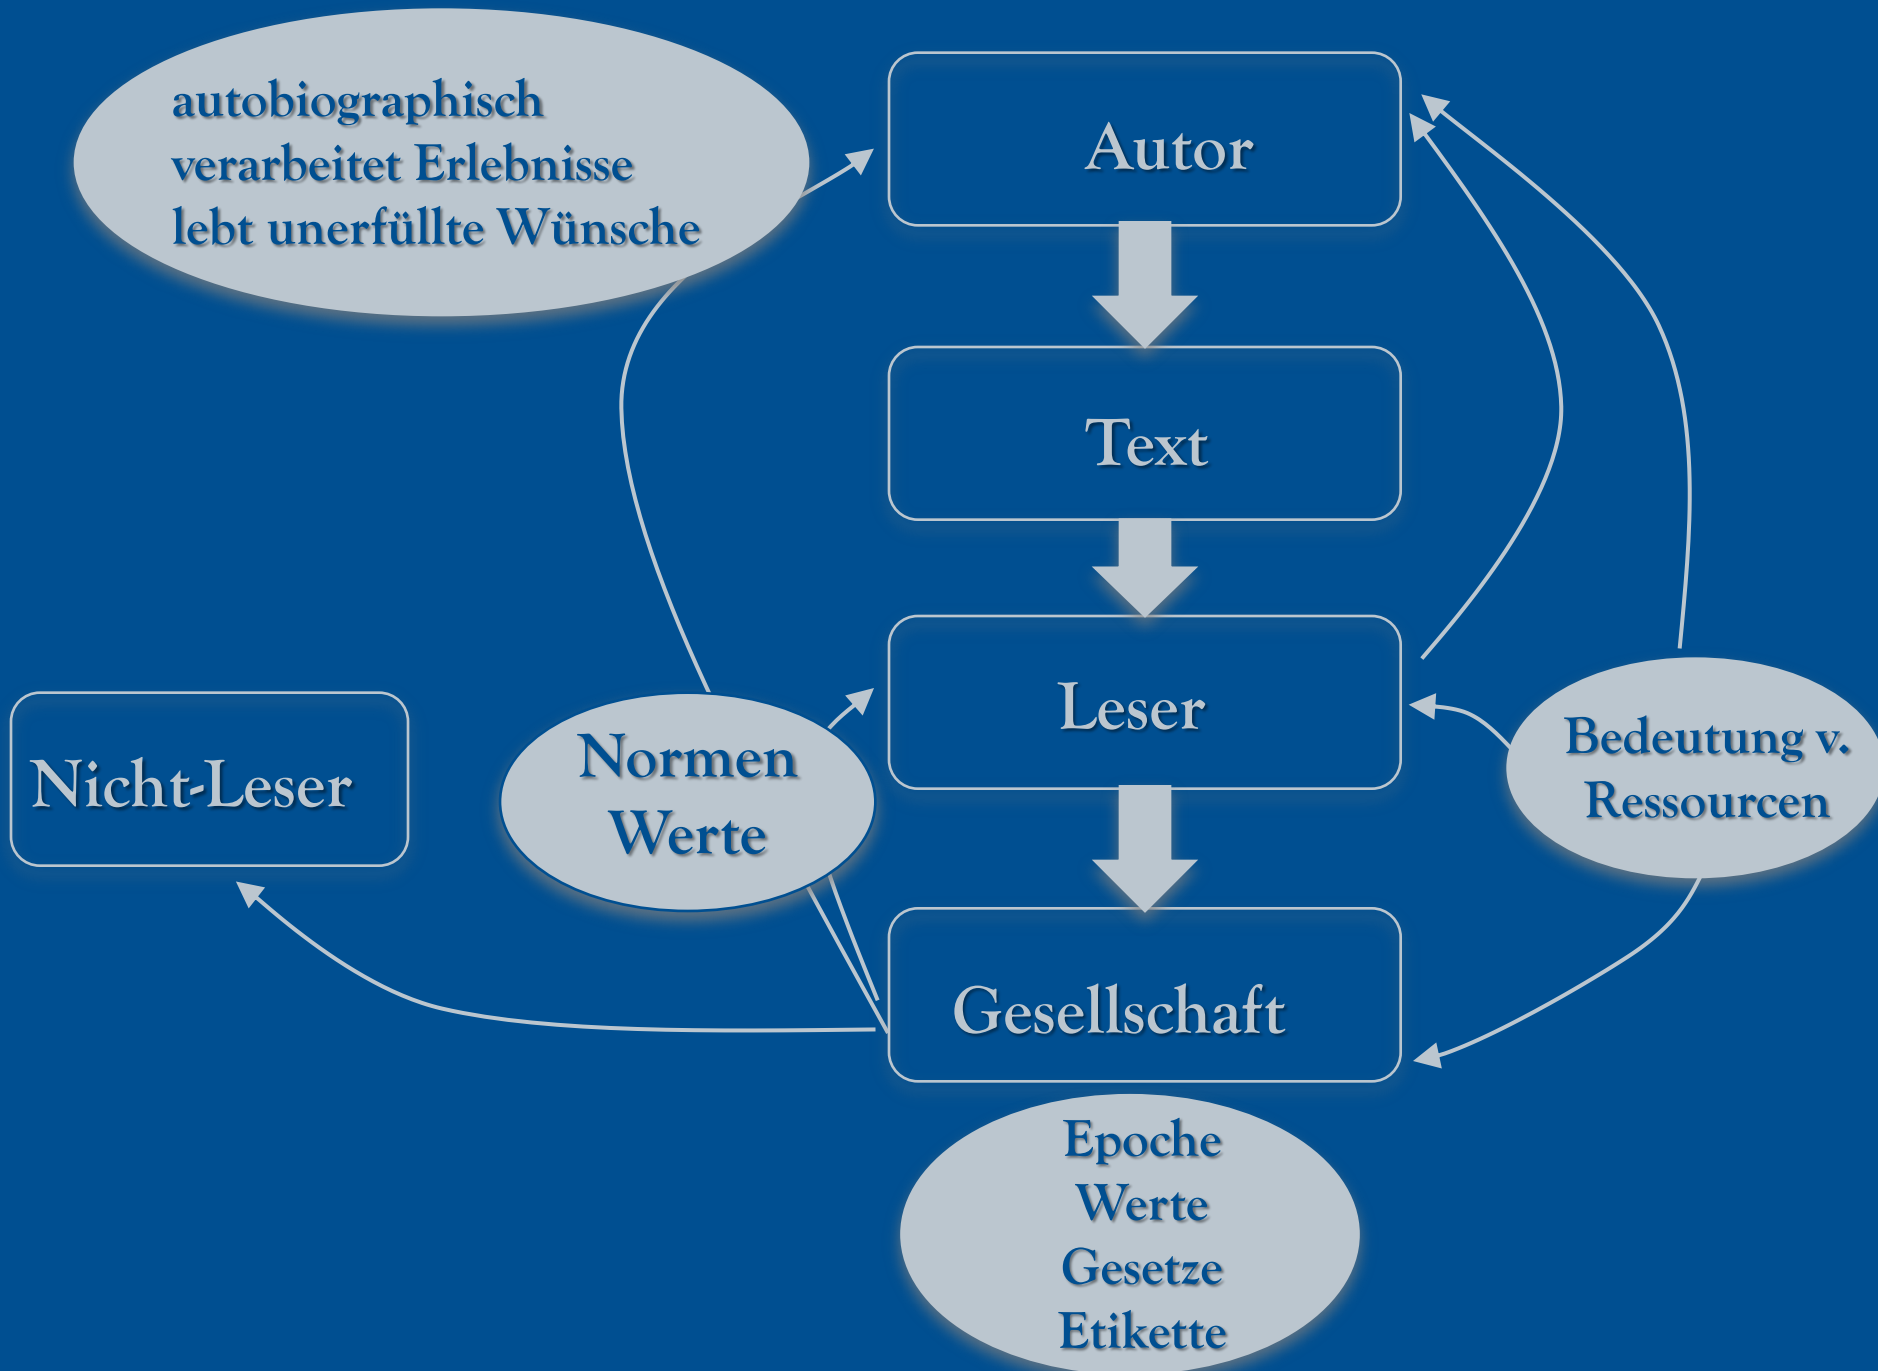 autobiographisch
verarbeitet Erlebnisse
lebt unerfüllte Wünsche
Autor
Text
Leser
Nicht-Leser
Normen
Werte
Bedeutung v.
Ressourcen
Gesellschaft
Epoche
Werte
Gesetze
Etikette